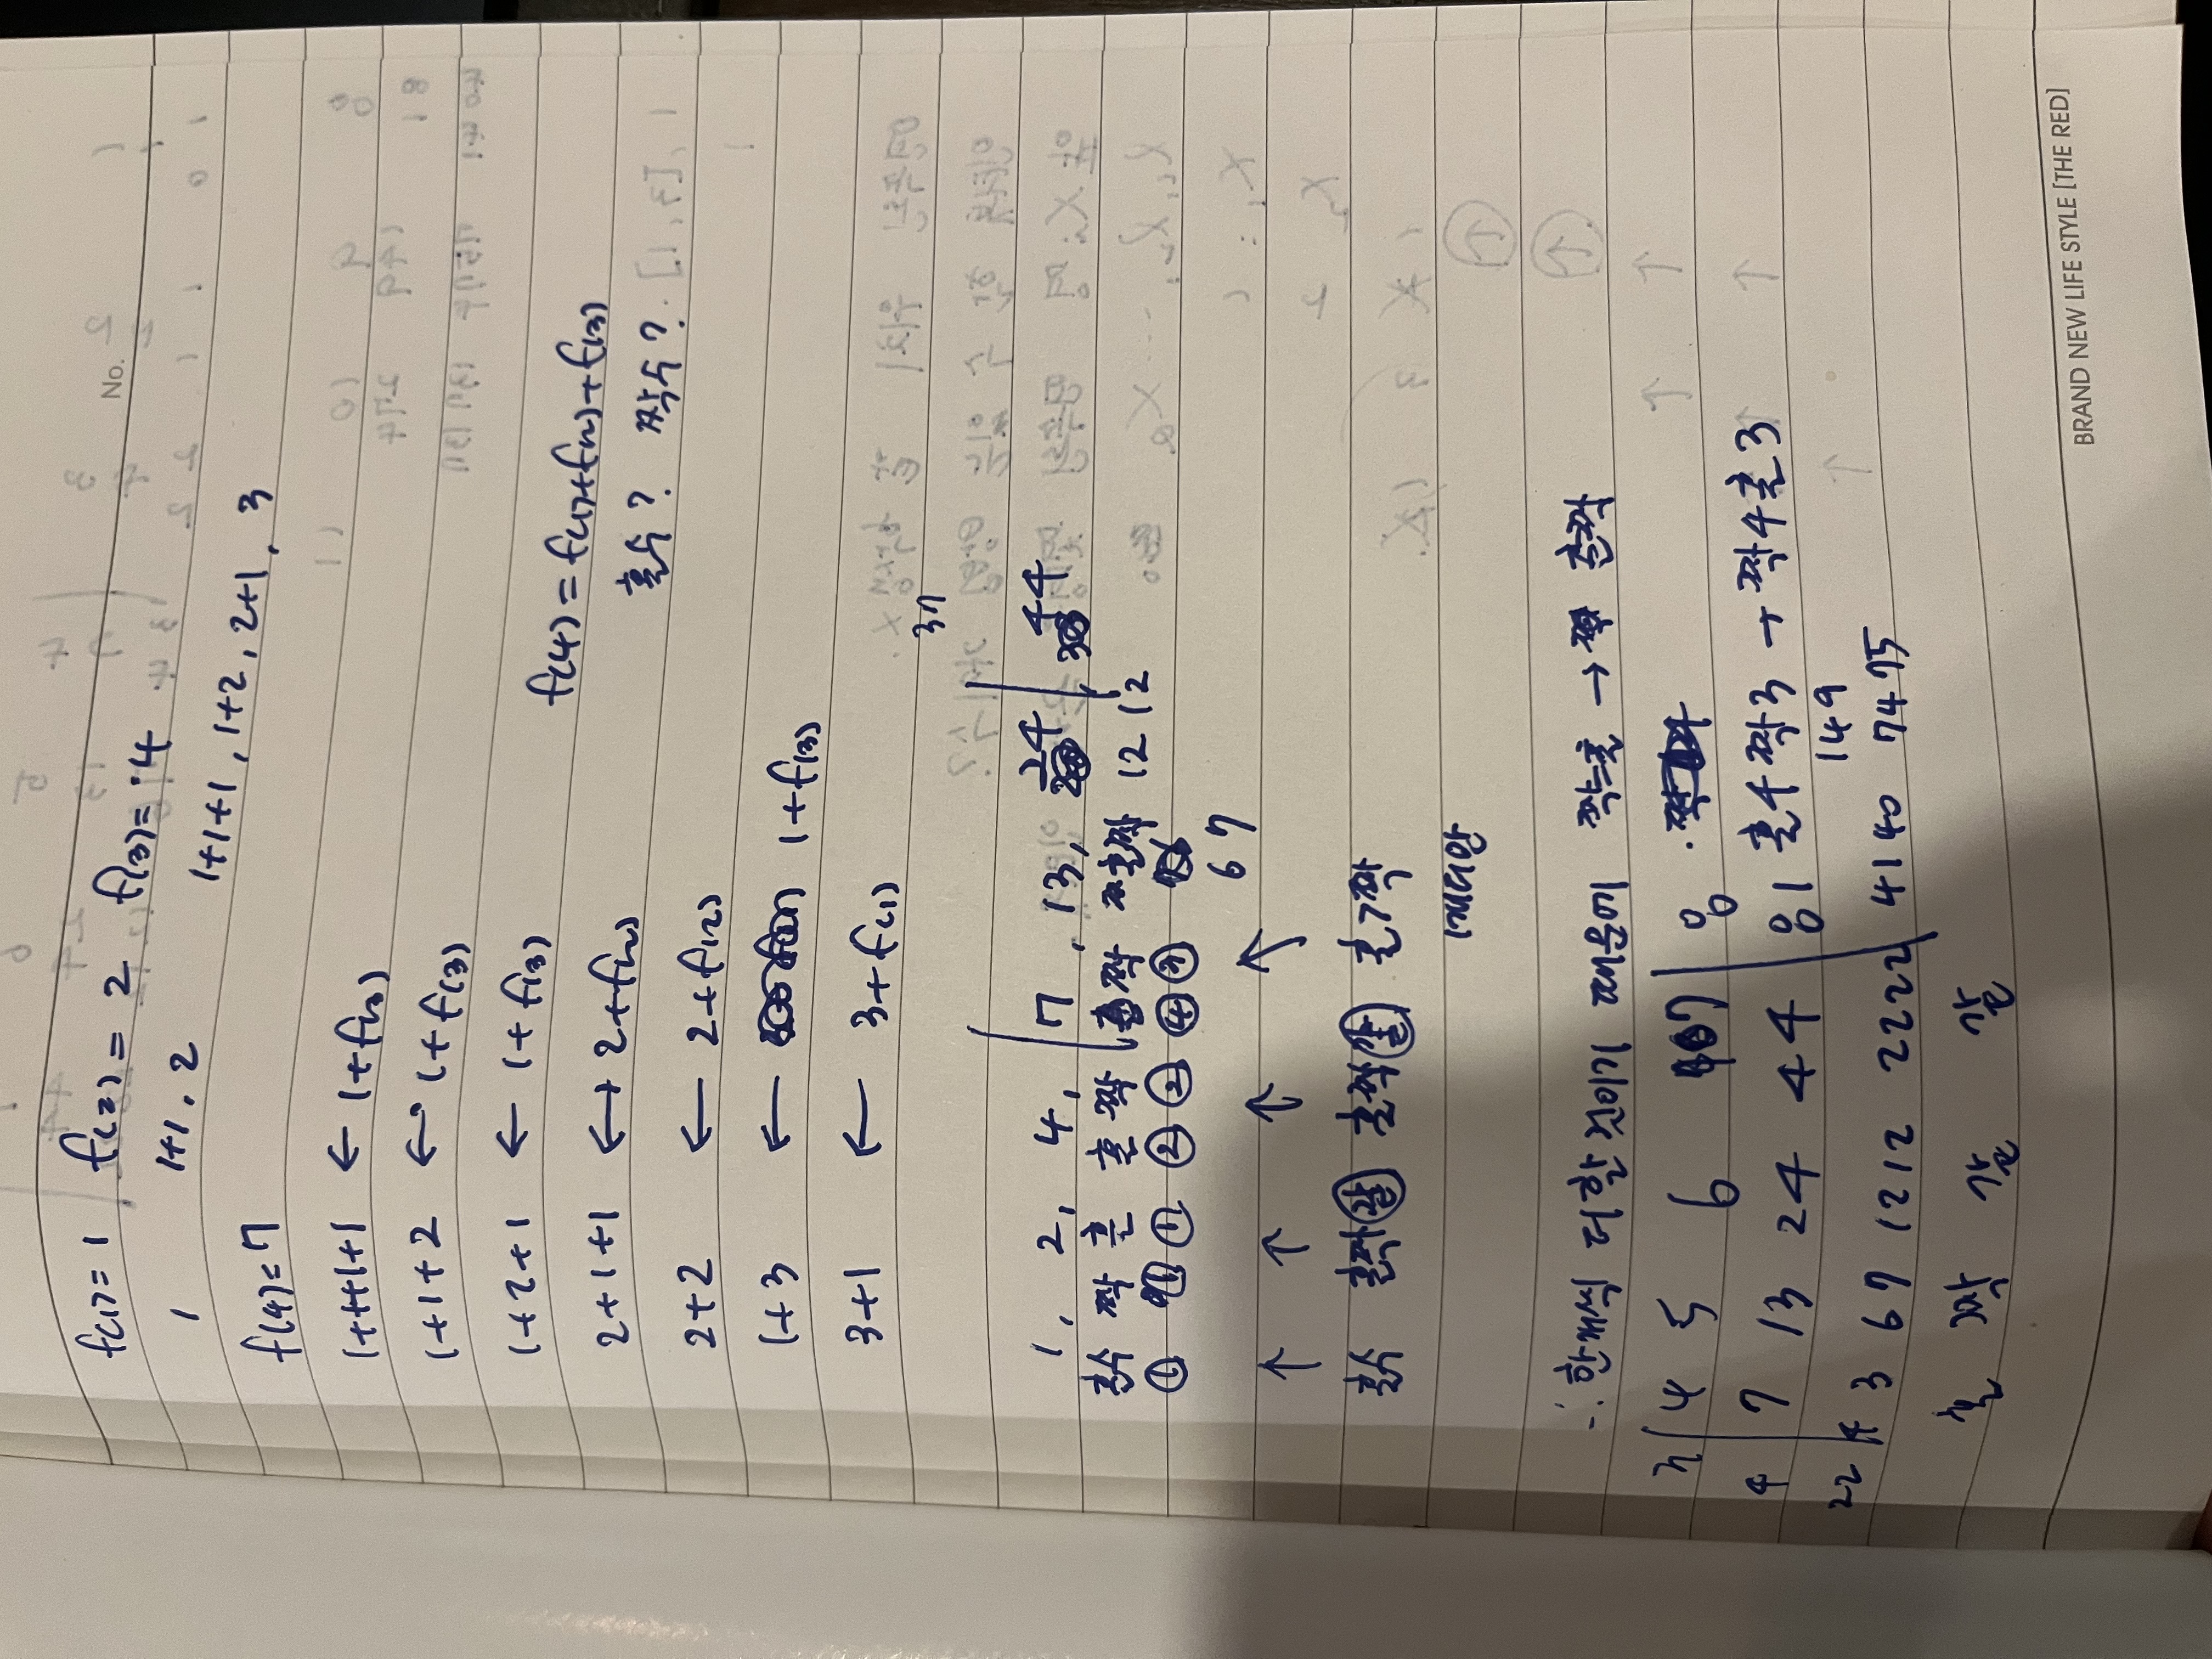 No.
f(1)=1 f(2)=2 f(3)=4
1 1+1, 2 1+1+1, 1+2, 2+1, 3
f(4)=7
1+1+1+1 ← 1+f(3)
1+1+2 ← 1+f(3)
1+2+1 ← 1+f(3)
f(4)=f(1)+f(2)+f(3)
2+1+1 ↔ 2+f(2)
홀수? 짝수?
2+2 ← 2+f(2)
1+3 ← 1+f(3)
3+1 ← 3+f(1)
37
1, 2, 4, 7, 13, 24, 44
홀수 짝 홀 홀 짝 홀 짝 홀짝 12 12
① ① ① ② ② ④ ③
6 7
↑ ↑ ↑ ↑
홀수 홀짝 같 홀짝 같 홀>짝
1개더많
∴ 한개씩 더할 것이기 때문에 짝=홀 → 홀짝
3 4 5 6 7 8
4 7 13 24 44 81 홀4 짝3 → 짝4 홀3
149
22 4 3 6 7 12 12 22 22 41 40 74 75
홀 짝 같 같
BRAND NEW LIFE STYLE [THE RED]